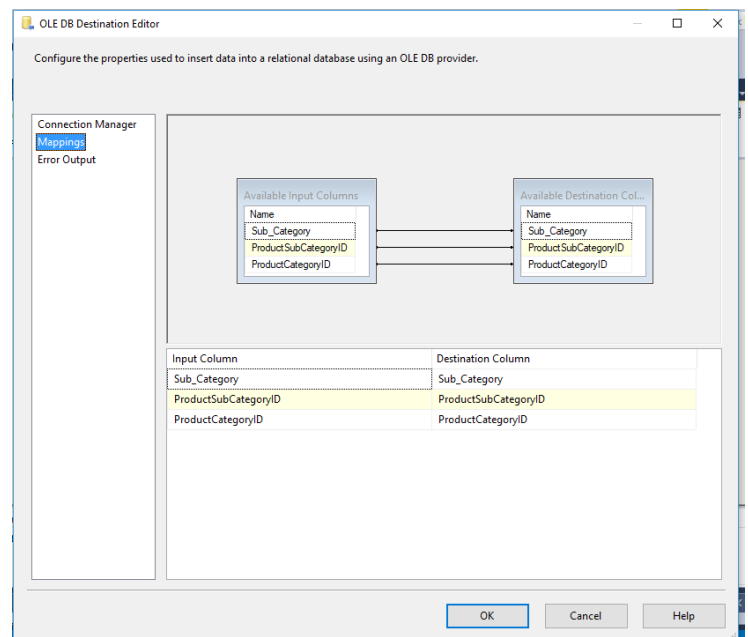 OLE DB Destination Editor
Configure the properties used to insert data into a relational database using an OLE DB provider.
Connection Manager
Mappings
Error Output
Available Input Columns
Name
Sub_Category
ProductSubCategoryID
ProductCategoryID
Available Destination Col...
Name
Sub_Category
ProductSubCategoryID
ProductCategoryID
Input Column Destination Column
Sub_Category Sub_Category
ProductSubCategoryID ProductSubCategoryID
ProductCategoryID ProductCategoryID
OK Cancel Help